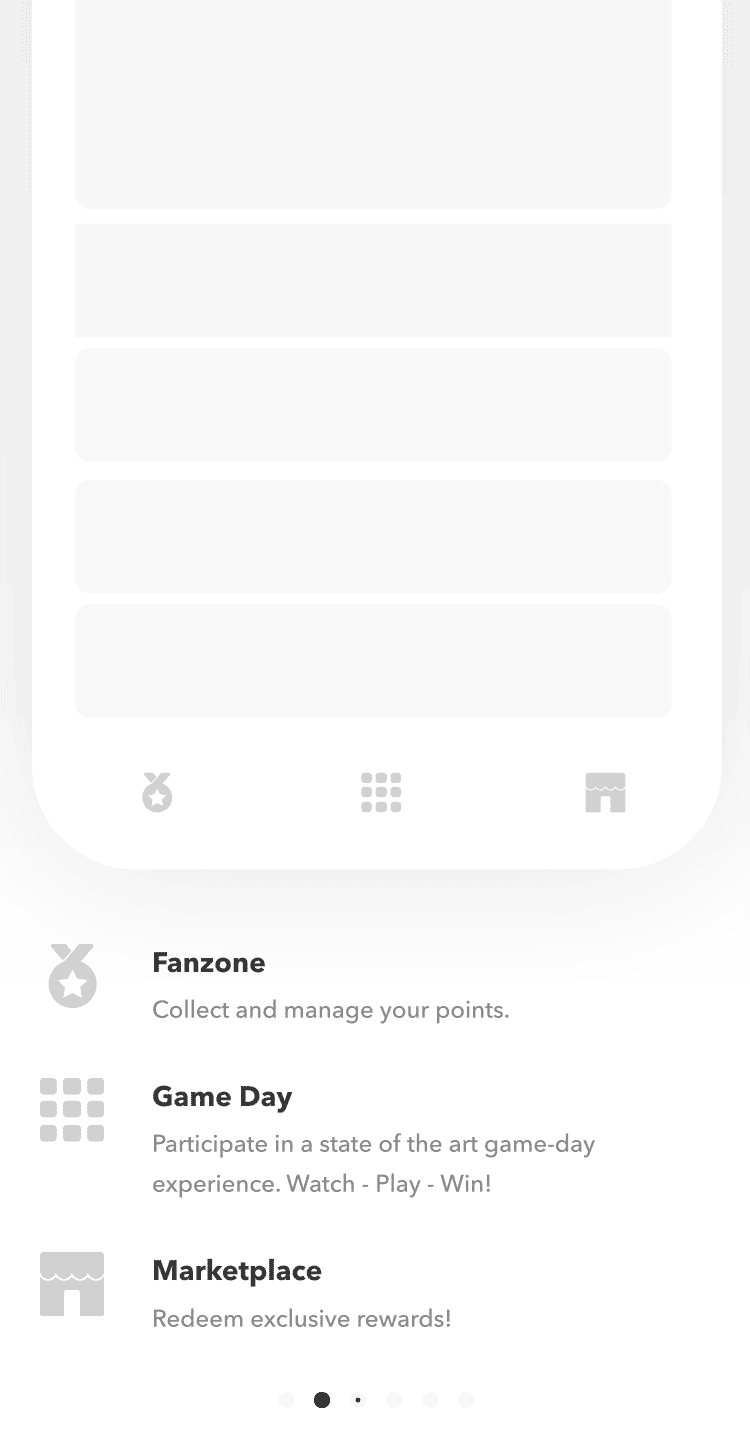 Fanzone
Collect and manage your points.
Game Day
Participate in a state of the art game-day
experience. Watch - Play - Win!
Marketplace
Redeem exclusive rewards!